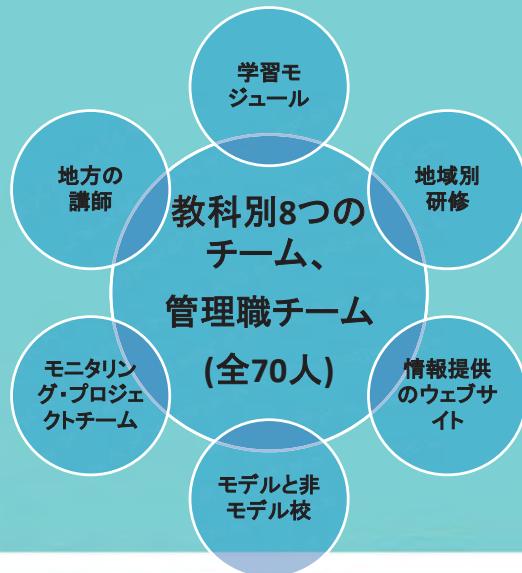 学習モ
ジュール
地方の
講師
地域別
研修
教科別8つの
チーム、
管理職チーム
(全70人)
モニタリン
グ・プロジェ
クトチーム
情報提供
のウェブサ
イト
モデルと非
モデル校